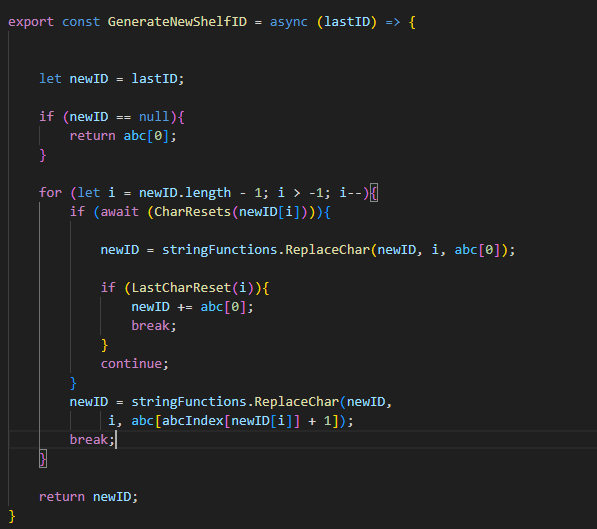 export const GenerateNewShelfID = async (lastID) => {
let newID = lastID;
if (newID == null){
return abc[0];
}
for (let i = newID.length - 1; i > -1; i--){
if (await (CharResets(newID[i]))){
newID = stringFunctions.ReplaceChar(newID, i, abc[0]);
if (LastCharReset(i)){
newID += abc[0];
break;
}
continue;
}
newID = stringFunctions.ReplaceChar(newID,
i, abc[abcIndex[newID[i]] + 1]);
break;
}
return newID;
}